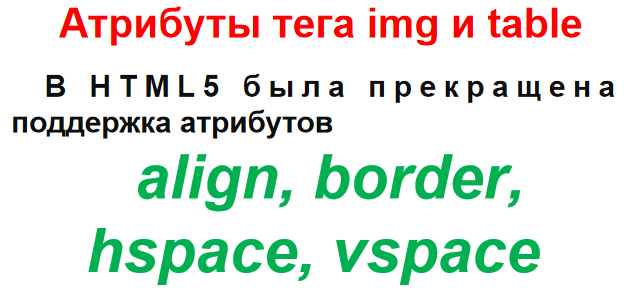 Атрибуты тега img и table
В HTML5 была прекращена
поддержка атрибутов
align, border,
hspace, vspace